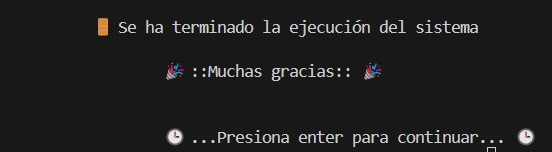 🚪 Se ha terminado la ejecución del sistema
🎉 ::Muchas gracias:: 🎉
🕒 ...Presiona enter para continuar... 🕒